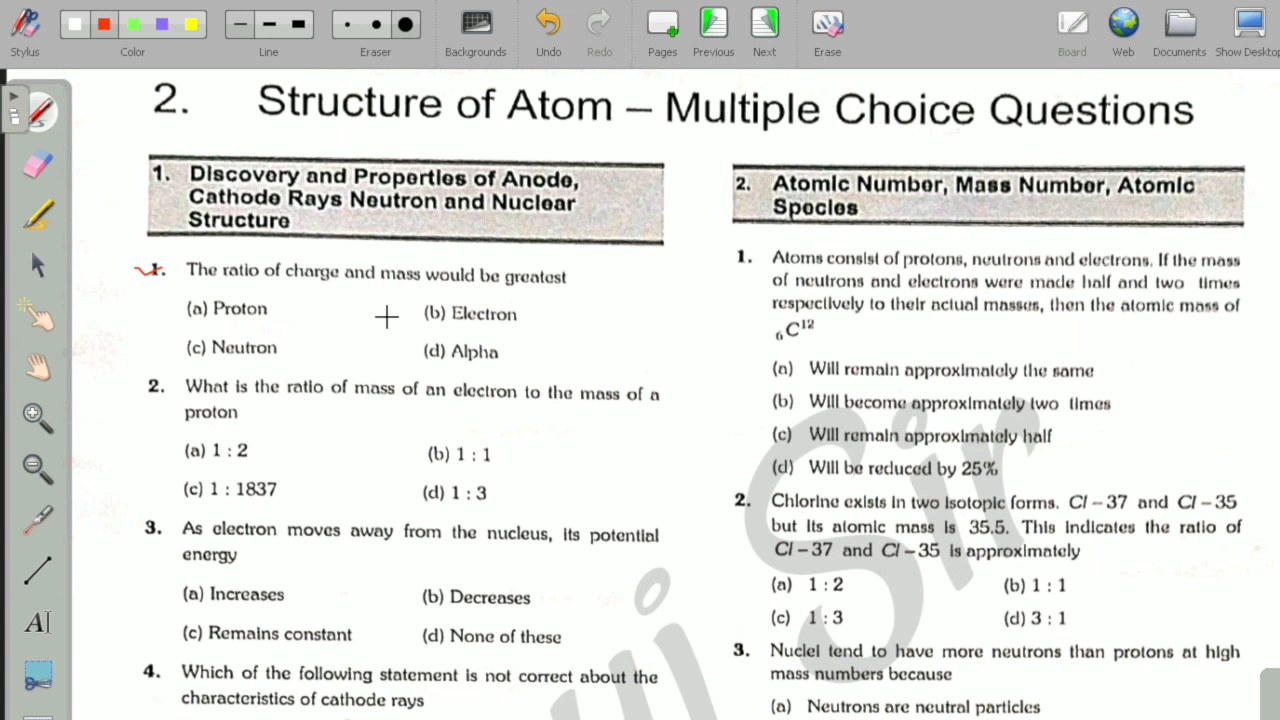 Stylus
Color
Line
Eraser
Backgrounds
Undo
Redo
Pages
Previous
Next
Erase
Board
Web
Documents
Show Desktop
2. Structure of Atom – Multiple Choice Questions
1. Discovery and Properties of Anode,
Cathode Rays Neutron and Nuclear
Structure
1. The ratio of charge and mass would be greatest
(a) Proton (b) Electron
(c) Neutron (d) Alpha
2. What is the ratio of mass of an electron to the mass of a
proton
(a) 1 : 2 (b) 1 : 1
(c) 1 : 1837 (d) 1 : 3
3. As electron moves away from the nucleus, its potential
energy
(a) Increases (b) Decreases
(c) Remains constant (d) None of these
4. Which of the following statement is not correct about the
characteristics of cathode rays
2. Atomic Number, Mass Number, Atomic
Species
1. Atoms consist of protons, neutrons and electrons. If the mass
of neutrons and electrons were made half and two times
respectively to their actual masses, then the atomic mass of
₆C¹²
(a) Will remain approximately the same
(b) Will become approximately two times
(c) Will remain approximately half
(d) Will be reduced by 25%
2. Chlorine exists in two isotopic forms. Cl – 37 and Cl – 35
but its atomic mass is 35.5. This indicates the ratio of
Cl – 37 and Cl – 35 is approximately
(a) 1 : 2 (b) 1 : 1
(c) 1 : 3 (d) 3 : 1
3. Nuclei tend to have more neutrons than protons at high
mass numbers because
(a) Neutrons are neutral particles
AI
Sir